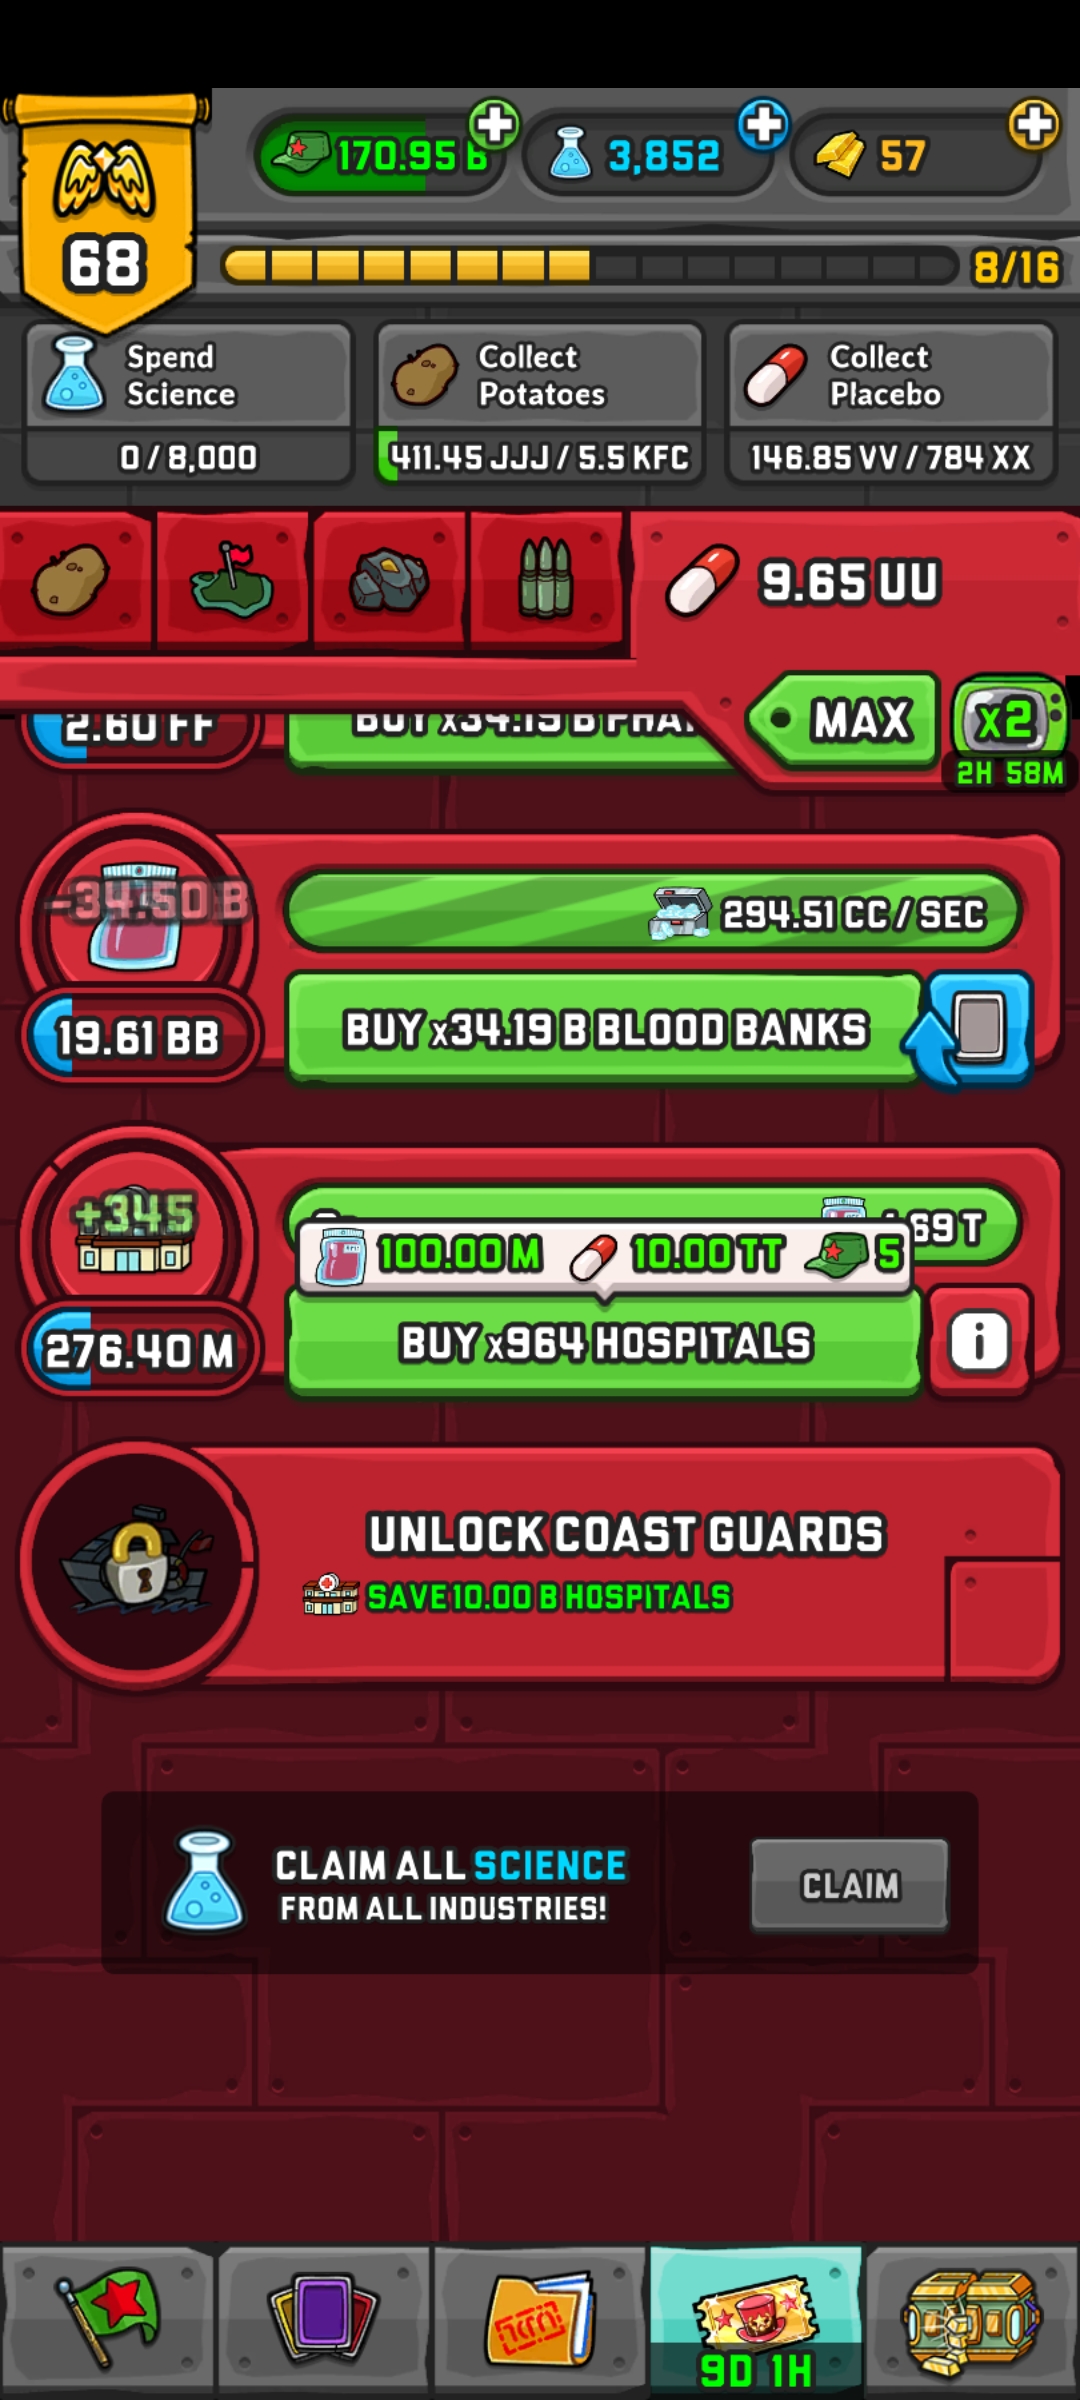 170.95 B
3,852
57
68
8/16
Spend
Science
0 / 8,000
Collect
Potatoes
411.45 JJJ / 5.5 KFC
Collect
Placebo
146.85 VV / 784 XX
9.65 UU
MAX
x2
2H 58M
2.60 FF
BUY x34.19 B PHA
-34.50 B
294.51 CC / SEC
19.61 BB
BUY x34.19 B BLOOD BANKS
+345
69 T
100.00 M
10.00 TT
5
276.40 M
BUY x964 HOSPITALS
i
UNLOCK COAST GUARDS
SAVE 10.00 B HOSPITALS
CLAIM ALL SCIENCE
FROM ALL INDUSTRIES!
CLAIM
9D 1H